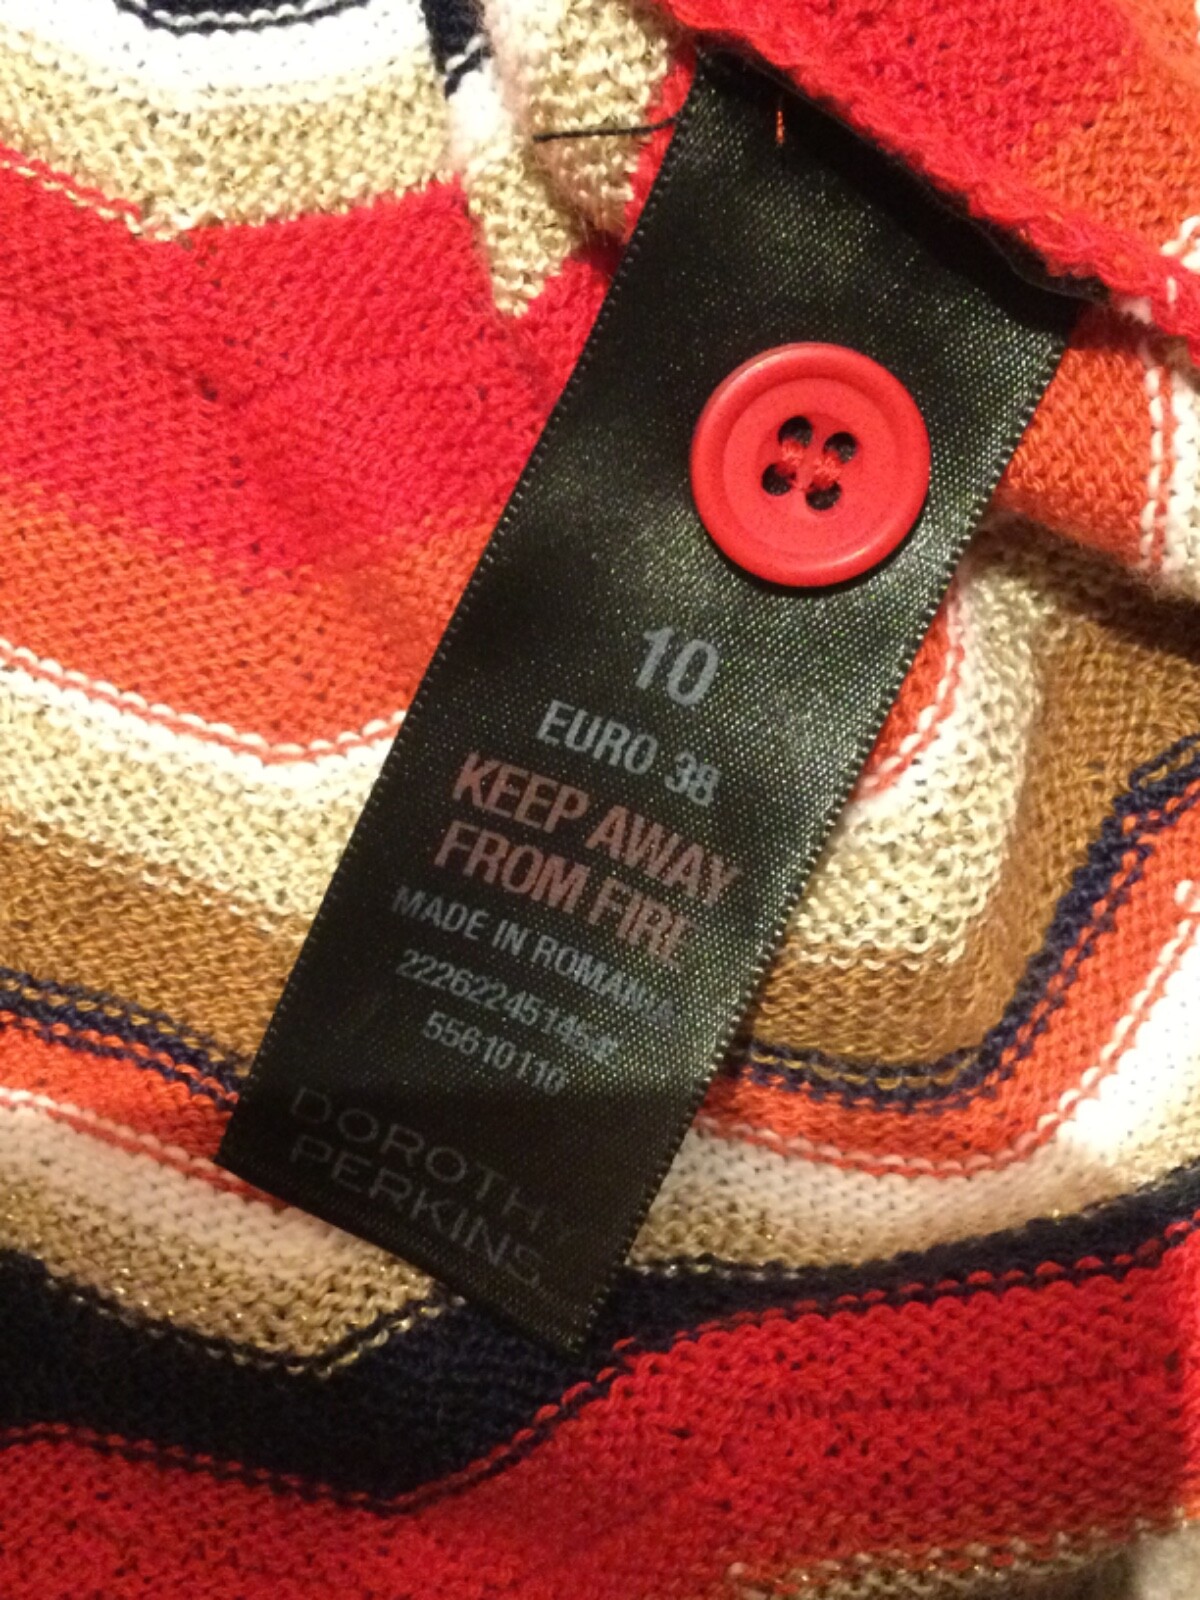 10
EURO 38
KEEP AWAY
FROM FIRE
MADE IN ROMANIA
55610110
DOROTHY
PERKINS